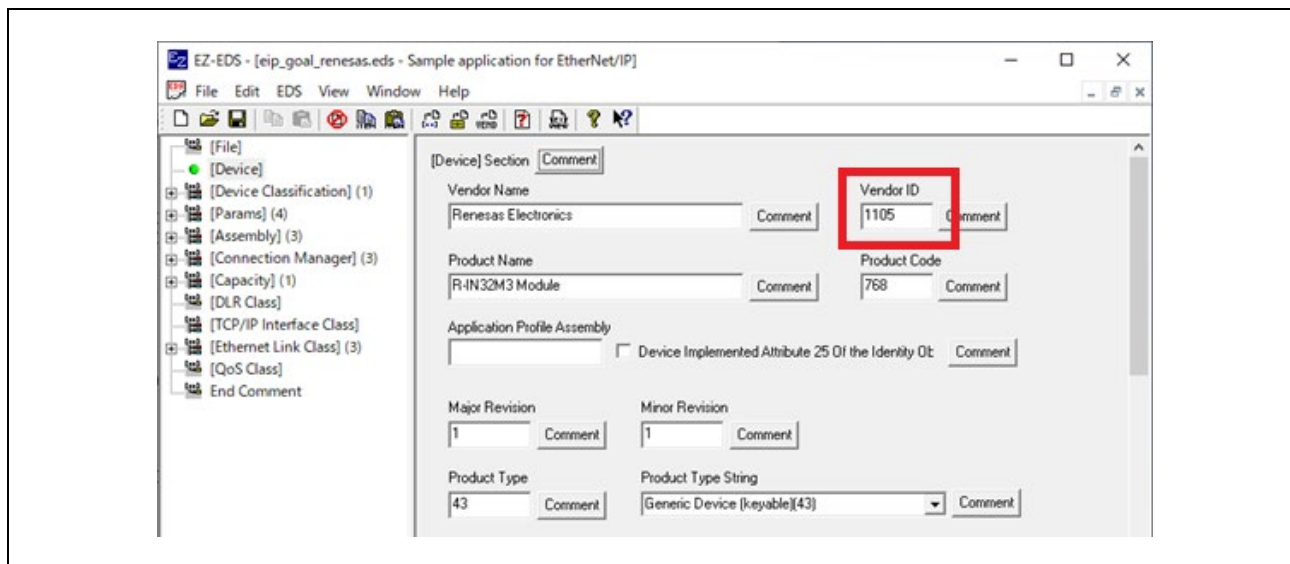 EZ-EDS - [eip_goal_renesas.eds - Sample application for EtherNet/IP]
File Edit EDS View Window Help
[File]
[Device]
[Device Classification] (1)
[Params] (4)
[Assembly] (3)
[Connection Manager] (3)
[Capacity] (1)
[DLR Class]
[TCP/IP Interface Class]
[Ethernet Link Class] (3)
[QoS Class]
End Comment
[Device] Section Comment
Vendor Name Vendor ID
Renesas Electronics Comment 1105 Comment
Product Name Product Code
R-IN32M3 Module Comment 768 Comment
Application Profile Assembly
Device Implemented Attribute 25 Of the Identity Comment
Major Revision Minor Revision
1 Comment 1 Comment
Product Type Product Type String
43 Comment Generic Device (keyable)(43) Comment